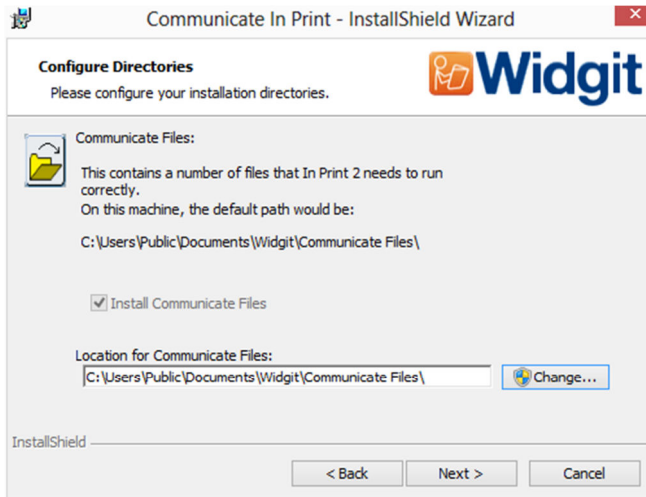 Communicate In Print - InstallShield Wizard
Configure Directories
Please configure your installation directories.
Widgit
Communicate Files:
This contains a number of files that In Print 2 needs to run
correctly.
On this machine, the default path would be:
C:\Users\Public\Documents\Widgit\Communicate Files\
Install Communicate Files
Location for Communicate Files:
C:\Users\Public\Documents\Widgit\Communicate Files\
Change...
InstallShield
< Back
Next >
Cancel